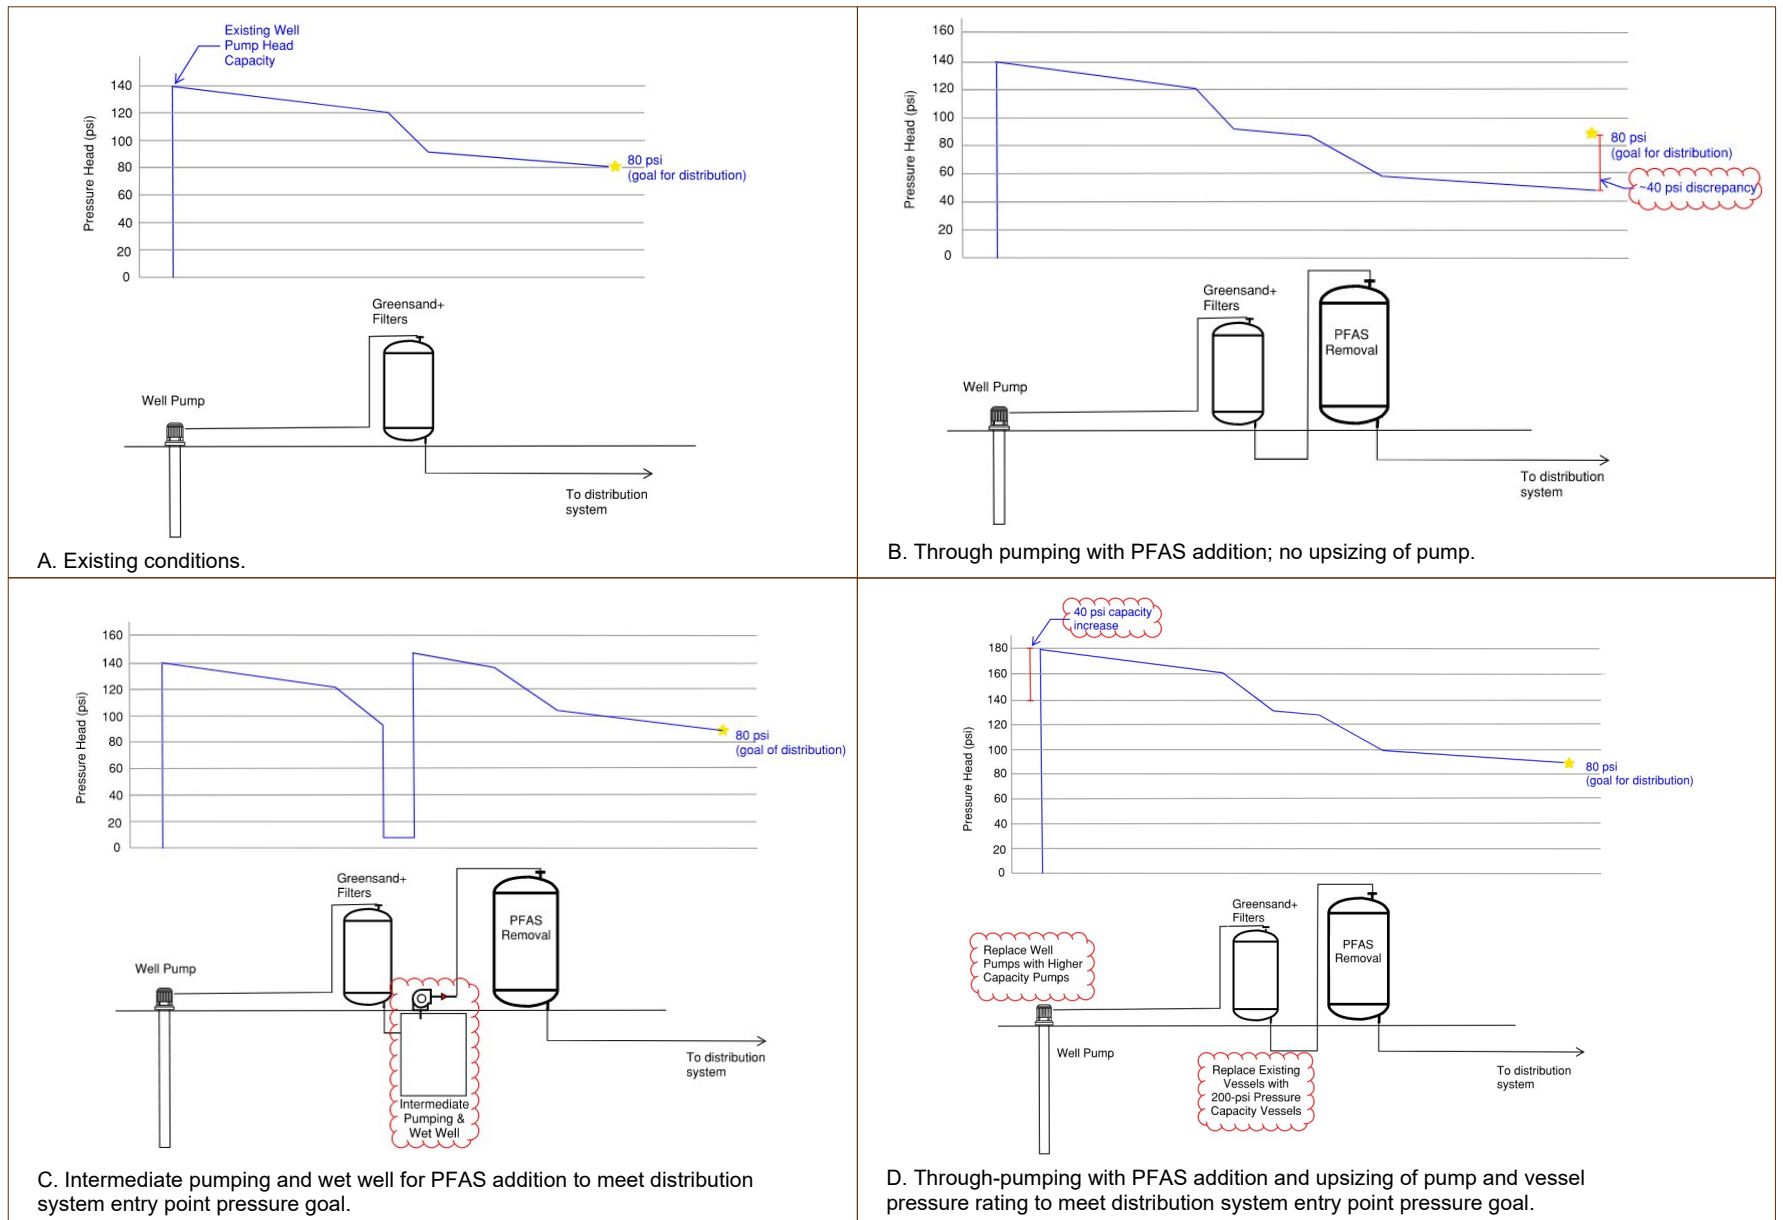 Existing Well
Pump Head
Capacity
Pressure Head (psi)
140
120
100
80
60
40
20
0
80 psi
(goal for distribution)
Greensand+
Filters
Well Pump
To distribution
system
A. Existing conditions.
Pressure Head (psi)
160
140
120
100
80
60
40
20
0
80 psi
(goal for distribution)
~40 psi discrepancy
Greensand+
Filters
PFAS
Removal
Well Pump
To distribution
system
B. Through pumping with PFAS addition; no upsizing of pump.
Pressure Head (psi)
160
140
120
100
80
60
40
20
0
80 psi
(goal of distribution)
Greensand+
Filters
PFAS
Removal
Well Pump
Intermediate
Pumping &
Wet Well
To distribution
system
C. Intermediate pumping and wet well for PFAS addition to meet distribution
system entry point pressure goal.
40 psi capacity
increase
Pressure Head (psi)
180
160
140
120
100
80
60
40
20
0
80 psi
(goal for distribution)
Greensand+
Filters
PFAS
Removal
Replace Well
Pumps with Higher
Capacity Pumps
Well Pump
Replace Existing
Vessels with
200-psi Pressure
Capacity Vessels
To distribution
system
D. Through-pumping with PFAS addition and upsizing of pump and vessel
pressure rating to meet distribution system entry point pressure goal.